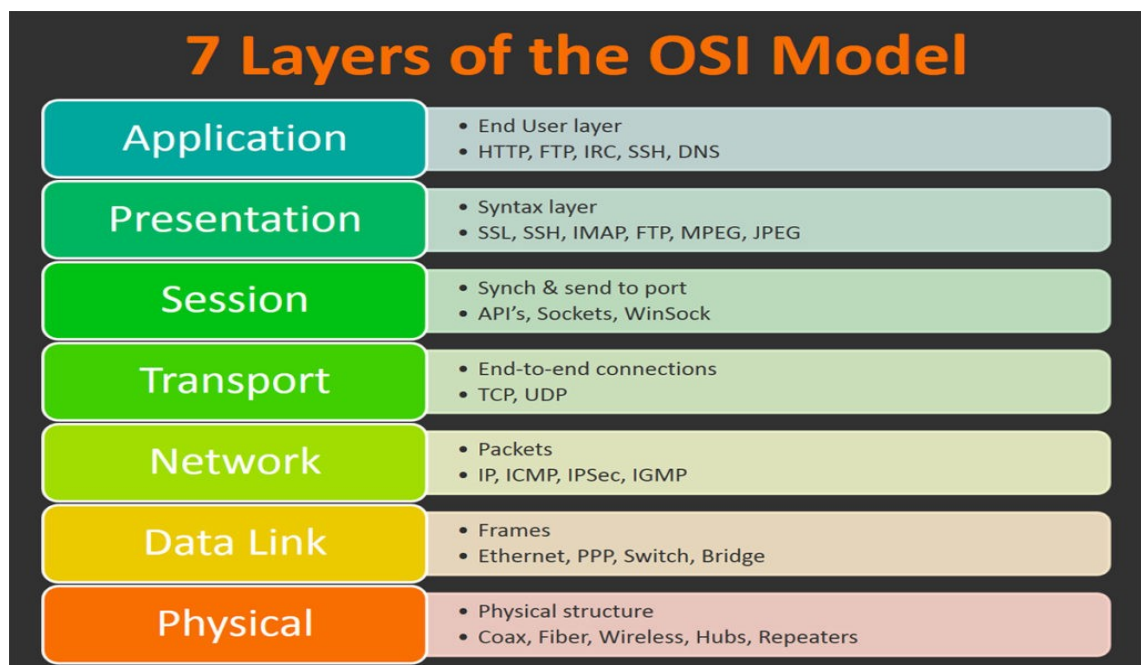 7 Layers of the OSI Model
Application
• End User layer
• HTTP, FTP, IRC, SSH, DNS
Presentation
• Syntax layer
• SSL, SSH, IMAP, FTP, MPEG, JPEG
Session
• Synch & send to port
• API’s, Sockets, WinSock
Transport
• End-to-end connections
• TCP, UDP
Network
• Packets
• IP, ICMP, IPSec, IGMP
Data Link
• Frames
• Ethernet, PPP, Switch, Bridge
Physical
• Physical structure
• Coax, Fiber, Wireless, Hubs, Repeaters